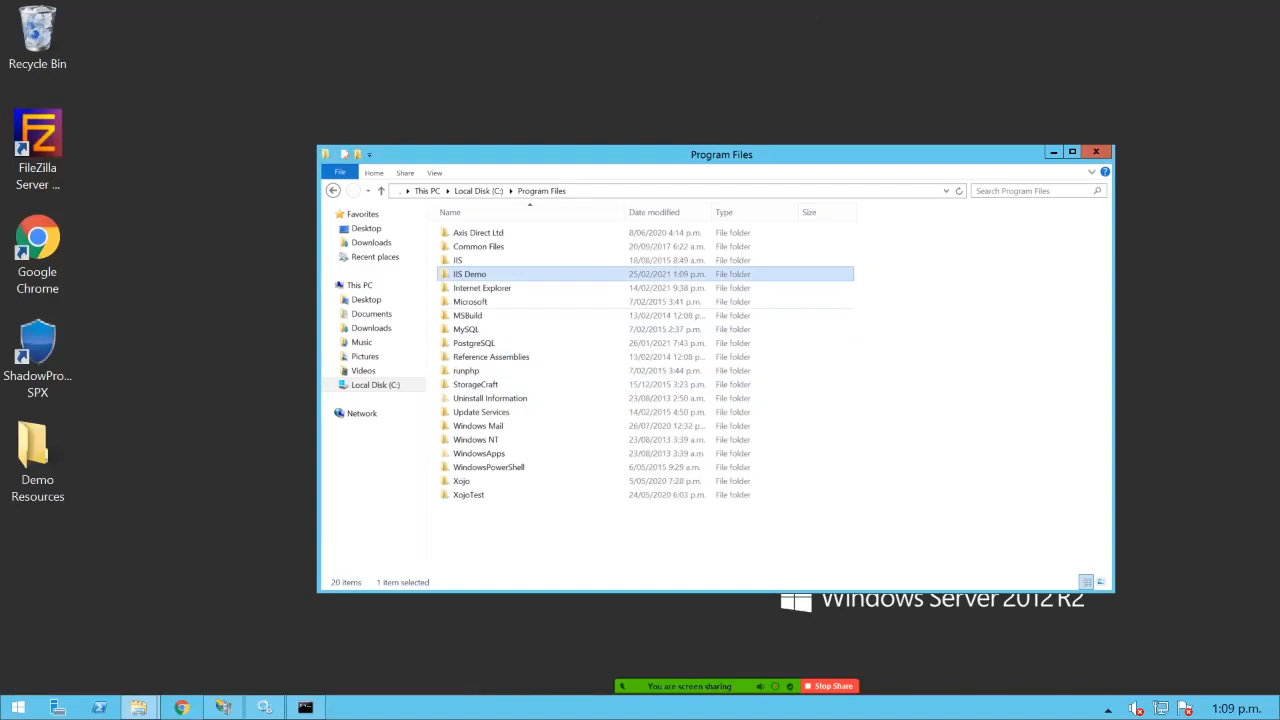 Recycle Bin
FileZilla
Server ...
Google
Chrome
ShadowPro...
SPX
Demo
Resources
Program Files
File Home Share View
This PC Local Disk (C:) Program Files
Search Program Files
Favorites
Desktop
Downloads
Recent places
This PC
Desktop
Documents
Downloads
Music
Pictures
Videos
Local Disk (C:)
Network
Name Date modified Type Size
Axis Direct Ltd 8/06/2020 4:14 p.m. File folder
Common Files 20/09/2017 6:22 a.m. File folder
IIS 18/08/2015 8:49 a.m. File folder
IIS Demo 25/02/2021 1:09 p.m. File folder
Internet Explorer 14/02/2021 9:38 p.m. File folder
Microsoft 7/02/2015 3:41 p.m. File folder
MSBuild 13/02/2014 12:08 p... File folder
MySQL 7/02/2015 2:37 p.m. File folder
PostgreSQL 26/01/2021 7:43 p.m. File folder
Reference Assemblies 13/02/2014 12:08 p... File folder
runphp 7/02/2015 3:44 p.m. File folder
StorageCraft 15/12/2015 3:23 p.m. File folder
Uninstall Information 23/08/2013 2:50 a.m. File folder
Update Services 14/02/2015 4:50 p.m. File folder
Windows Mail 26/07/2020 12:32 p... File folder
Windows NT 23/08/2013 3:39 a.m. File folder
WindowsApps 23/08/2013 3:39 a.m. File folder
WindowsPowerShell 6/05/2015 9:29 a.m. File folder
Xojo 5/05/2020 7:28 p.m. File folder
XojoTest 24/05/2020 6:03 p.m. File folder
20 items 1 item selected
Windows Server 2012 R2
You are screen sharing Stop Share
1:09 p.m.